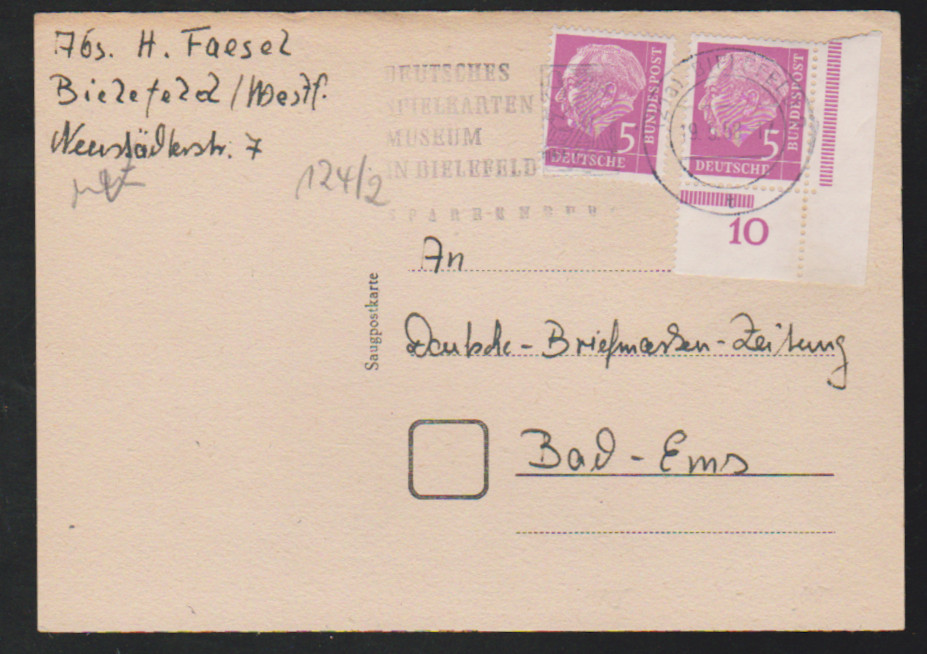 Abs. H. Faesel
Bielefeld/Westf.
Neustädterstr. 7
124/2
DEUTSCHES
SPIELKARTEN
MUSEUM
IN BIELEFELD
5
BUNDESPOST
DEUTSCHE
5
BUNDESPOST
DEUTSCHE
10
An
Saugpostkarte
Deutsche-Briefmarken-Zeitung
Bad-Ems